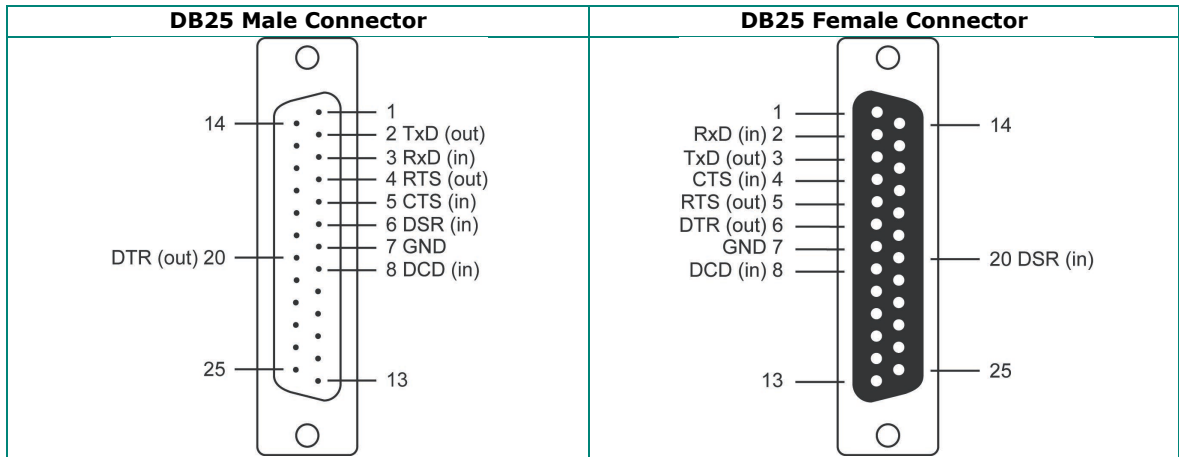 DB25 Male Connector
14
1
2 TxD (out)
3 RxD (in)
4 RTS (out)
5 CTS (in)
6 DSR (in)
7 GND
8 DCD (in)
DTR (out) 20
25
13
DB25 Female Connector
1
RxD (in) 2
TxD (out) 3
CTS (in) 4
RTS (out) 5
DTR (out) 6
GND 7
DCD (in) 8
13
14
20 DSR (in)
25